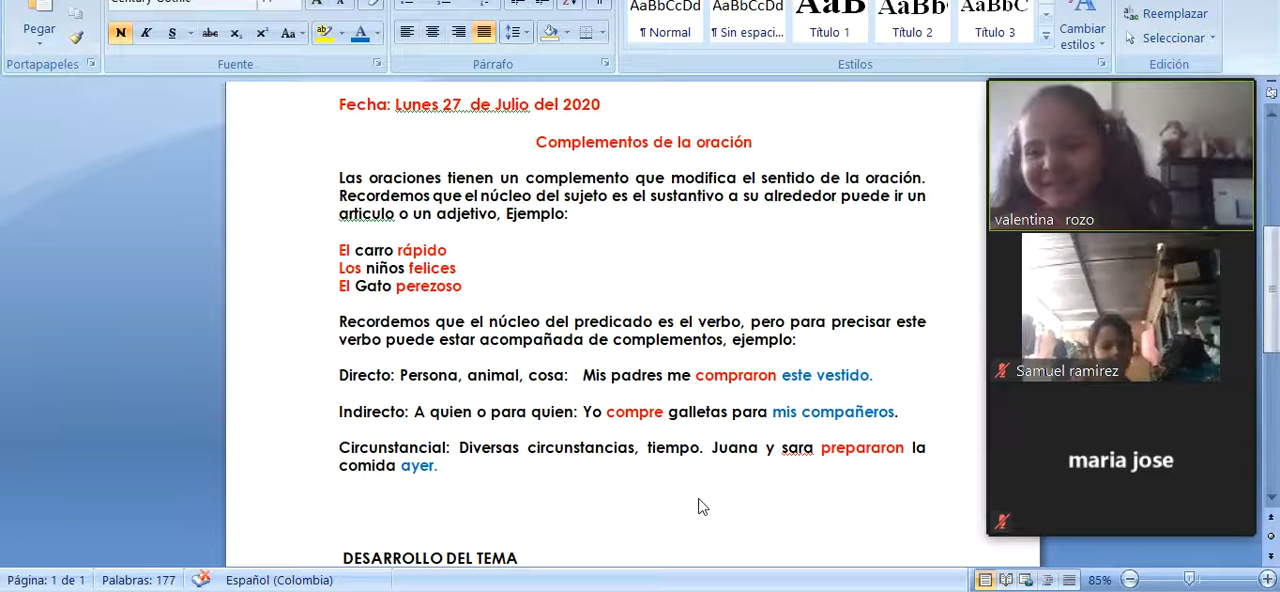 Pegar
Portapapeles
N K S abc x₂ x² Aa
Fuente
Párrafo
AaBbCcDd AaBbCcDd AaB AaBb AaBbC
¶ Normal ¶ Sin espaci... Título 1 Título 2 Título 3
Estilos
Cambiar
estilos
Reemplazar
Seleccionar
Edición
Fecha: Lunes 27 de Julio del 2020
Complementos de la oración
Las oraciones tienen un complemento que modifica el sentido de la oración.
Recordemos que el núcleo del sujeto es el sustantivo a su alrededor puede ir un
articulo o un adjetivo, Ejemplo:
El carro rápido
Los niños felices
El Gato perezoso
Recordemos que el núcleo del predicado es el verbo, pero para precisar este
verbo puede estar acompañada de complementos, ejemplo:
Directo: Persona, animal, cosa: Mis padres me compraron este vestido.
Indirecto: A quien o para quien: Yo compre galletas para mis compañeros.
Circunstancial: Diversas circunstancias, tiempo. Juana y sara prepararon la
comida ayer.
DESARROLLO DEL TEMA
valentina rozo
Samuel ramirez
maria jose
Página: 1 de 1 Palabras: 177 Español (Colombia) 85%